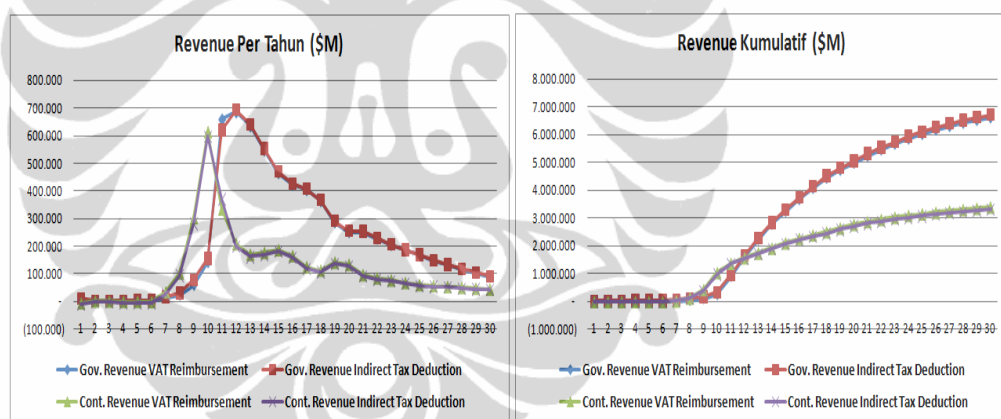 Revenue Per Tahun ($M)
800.000
700.000
600.000
500.000
400.000
300.000
200.000
100.000
-
(100.000)
1 2 3 4 5 6 7 8 9 10 11 12 13 14 15 16 17 18 19 20 21 22 23 24 25 26 27 28 29 30
Gov. Revenue VAT Reimbursement Gov. Revenue Indirect Tax Deduction
Cont. Revenue VAT Reimbursement Cont. Revenue Indirect Tax Deduction
Revenue Kumulatif ($M)
8.000.000
7.000.000
6.000.000
5.000.000
4.000.000
3.000.000
2.000.000
1.000.000
-
(1.000.000)
1 2 3 4 5 6 7 8 9 10 11 12 13 14 15 16 17 18 19 20 21 22 23 24 25 26 27 28 29 30
Gov. Revenue VAT Reimbursement Gov. Revenue Indirect Tax Deduction
Cont. Revenue VAT Reimbursement Cont. Revenue Indirect Tax Deduction